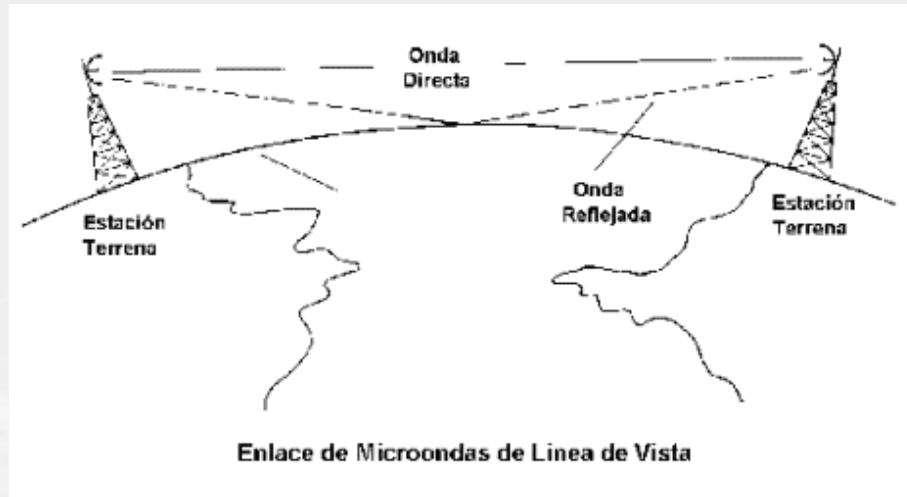 Onda
Directa
Onda
Reflejada
Estación
Terrena
Estación
Terrena
Enlace de Microondas de Linea de Vista